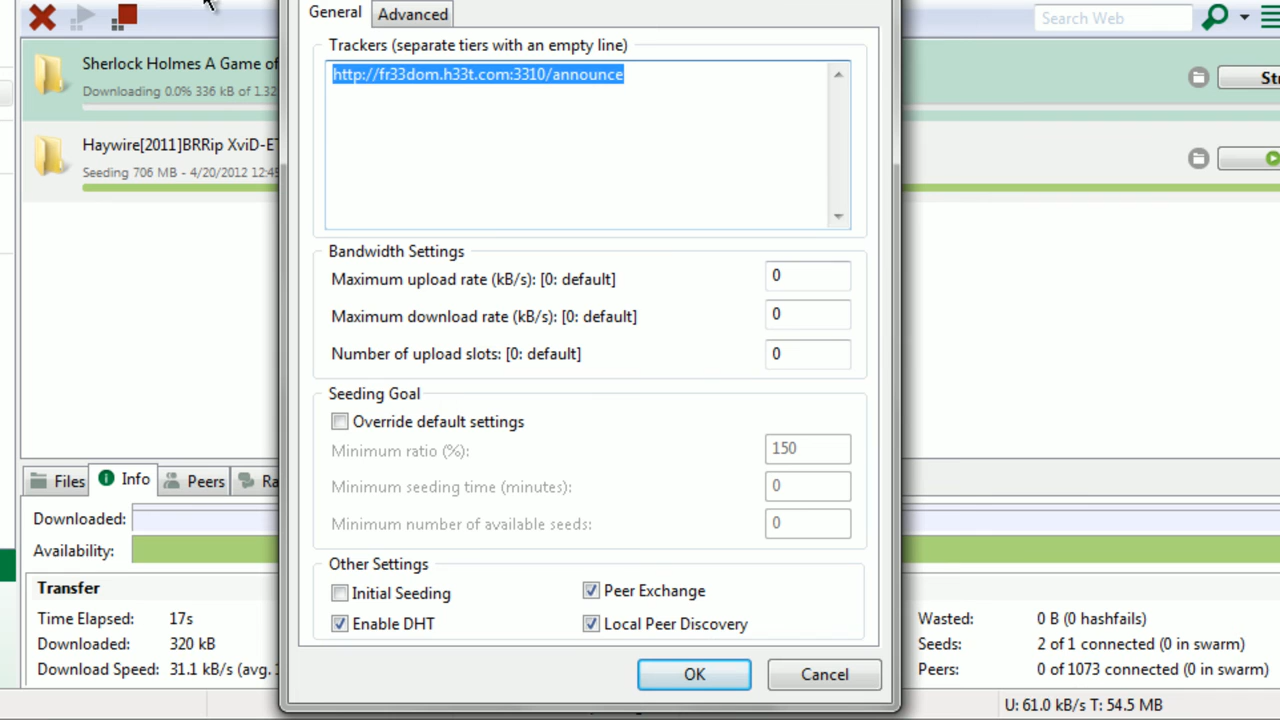 General
Advanced
Search Web
Trackers (separate tiers with an empty line)
Sherlock Holmes A Game of
http://fr33dom.h33t.com:3310/announce
Downloading 0.0% 336 kB of 1.32
Haywire[2011]BRRip XviD-ET
Seeding 706 MB - 4/20/2012 12:45
Bandwidth Settings
Maximum upload rate (kB/s): [0: default] 0
Maximum download rate (kB/s): [0: default] 0
Number of upload slots: [0: default] 0
Seeding Goal
Override default settings
Minimum ratio (%): 150
Minimum seeding time (minutes): 0
Minimum number of available seeds: 0
Files Info Peers Ra
Downloaded:
Availability:
Other Settings
Initial Seeding Peer Exchange
Enable DHT Local Peer Discovery
OK Cancel
Transfer
Time Elapsed: 17s
Downloaded: 320 kB
Download Speed: 31.1 kB/s (avg.
Wasted: 0 B (0 hashfails)
Seeds: 2 of 1 connected (0 in swarm)
Peers: 0 of 1073 connected (0 in swarm)
U: 61.0 kB/s T: 54.5 MB